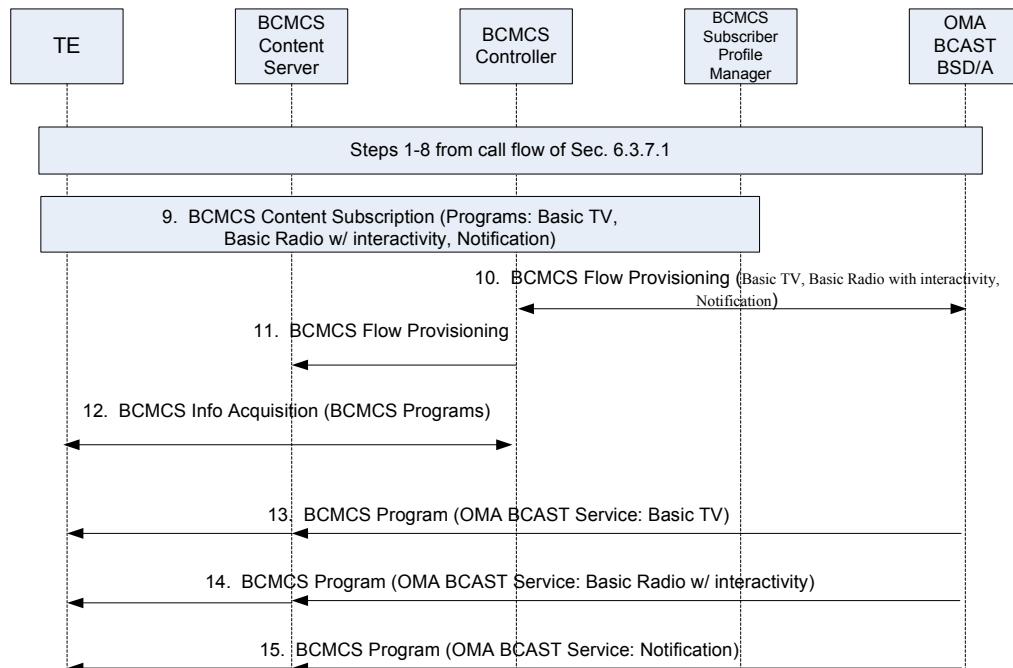 TE
BCMCS
Content
Server
BCMCS
Controller
BCMCS
Subscriber
Profile
Manager
OMA
BCAST
BSD/A
Steps 1-8 from call flow of Sec. 6.3.7.1
9. BCMCS Content Subscription (Programs: Basic TV,
Basic Radio w/ interactivity, Notification)
10. BCMCS Flow Provisioning (Basic TV, Basic Radio with interactivity,
Notification)
11. BCMCS Flow Provisioning
12. BCMCS Info Acquisition (BCMCS Programs)
13. BCMCS Program (OMA BCAST Service: Basic TV)
14. BCMCS Program (OMA BCAST Service: Basic Radio w/ interactivity)
15. BCMCS Program (OMA BCAST Service: Notification)